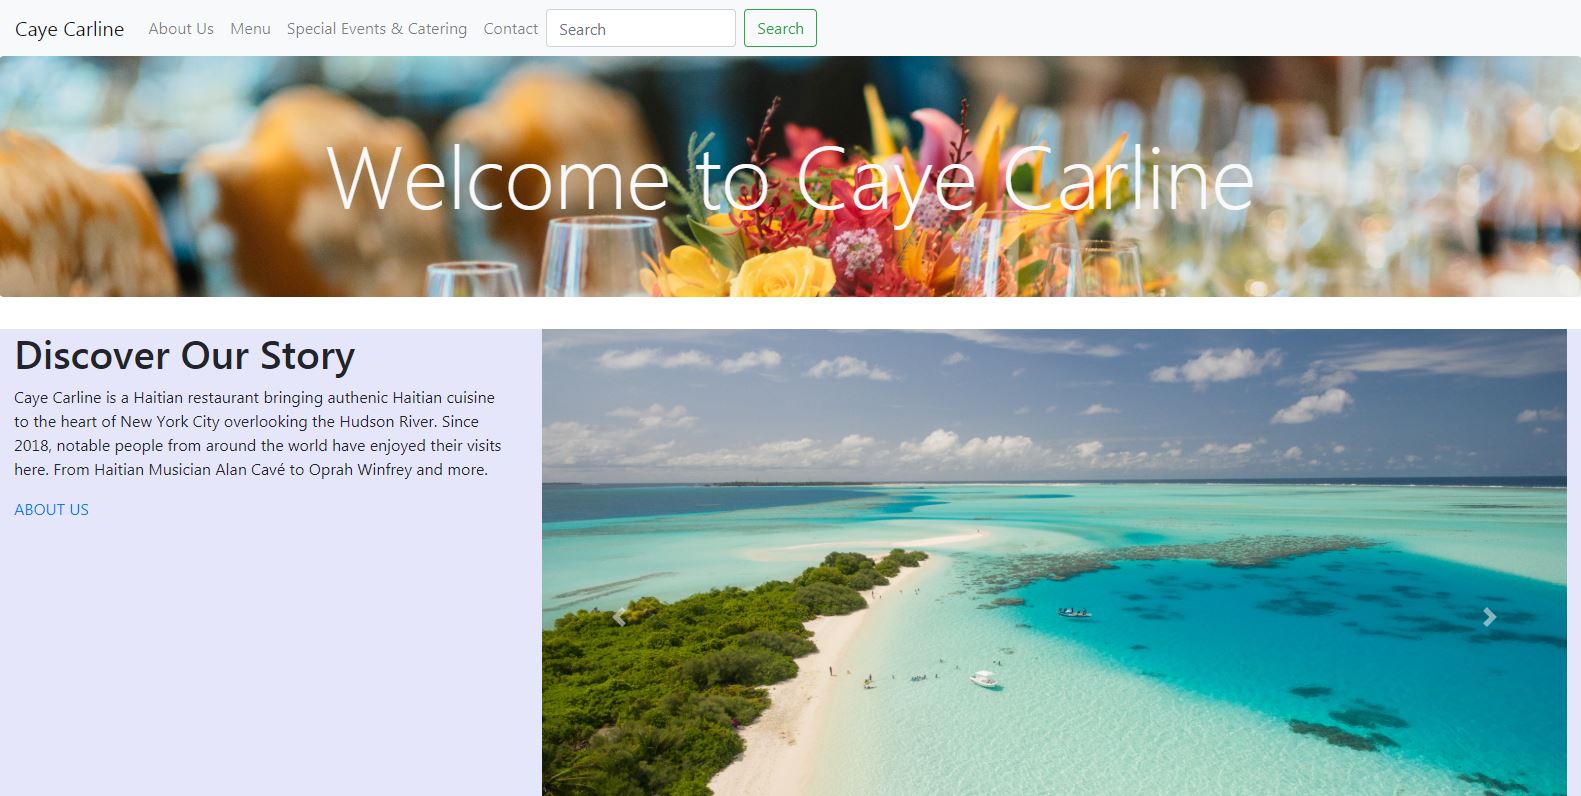 Caye Carline About Us Menu Special Events & Catering Contact Search Search
Welcome to Caye Carline
Discover Our Story
Caye Carline is a Haitian restaurant bringing authenic Haitian cuisine
to the heart of New York City overlooking the Hudson River. Since
2018, notable people from around the world have enjoyed their visits
here. From Haitian Musician Alan Cavé to Oprah Winfrey and more.
ABOUT US